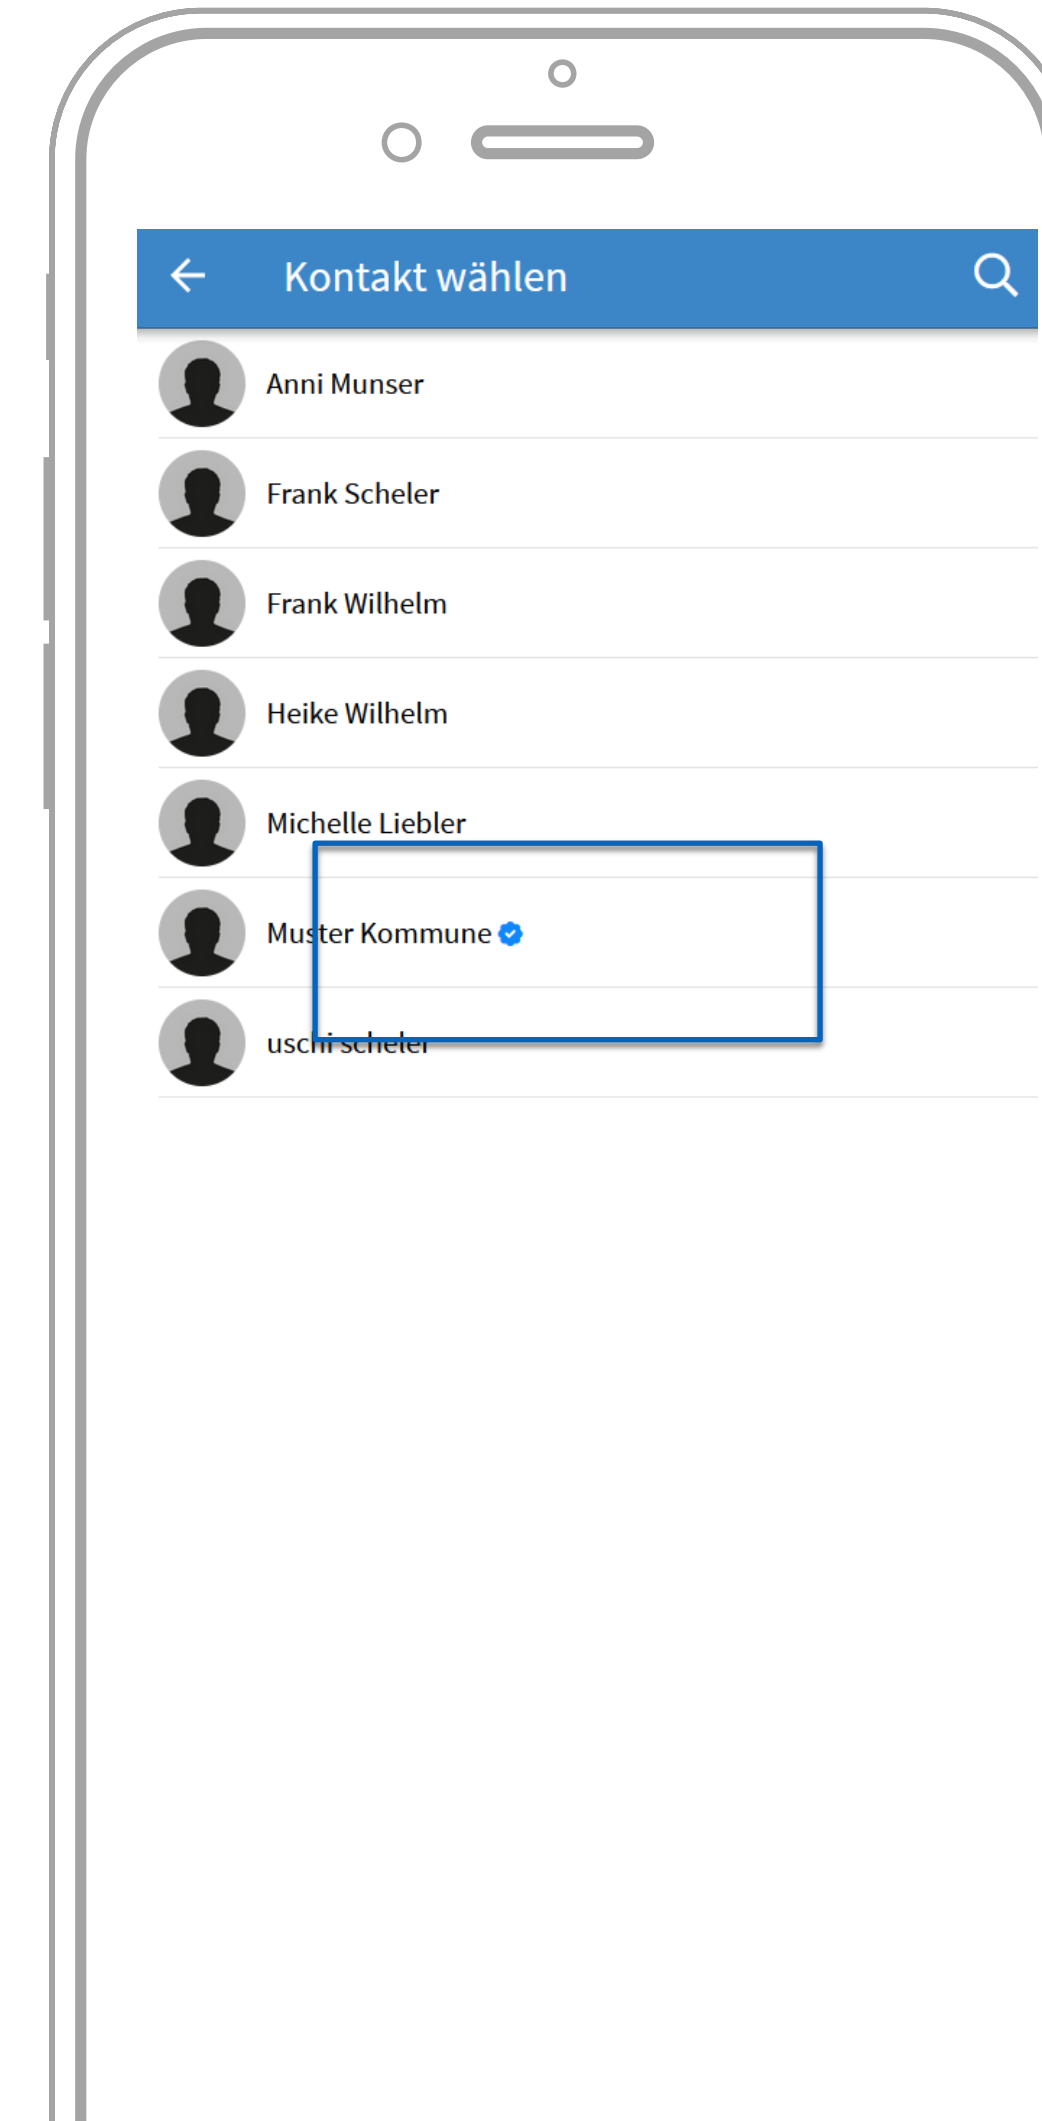 Kontakt wählen
Anni Munser
Frank Scheler
Frank Wilhelm
Heike Wilhelm
Michelle Liebler
Muster Kommune
uschi scheler